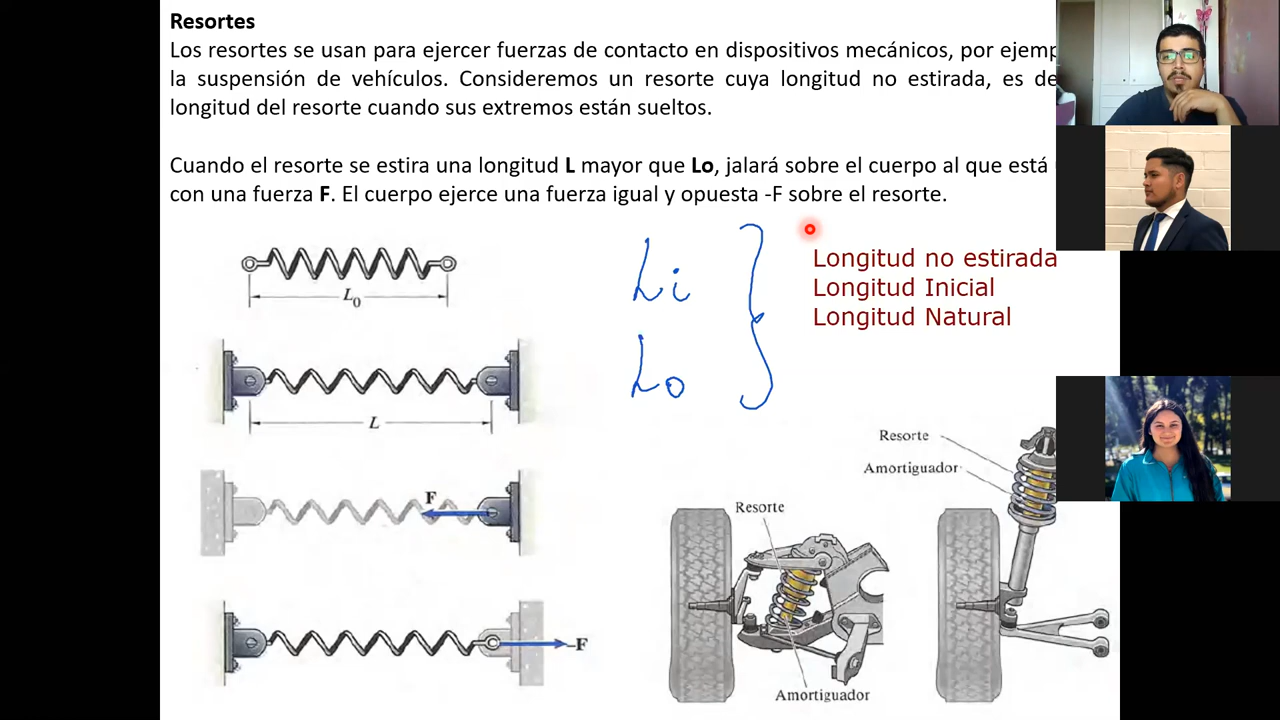 Resortes
Los resortes se usan para ejercer fuerzas de contacto en dispositivos mecánicos, por
la suspensión de vehículos. Consideremos un resorte cuya longitud no estirada, es
longitud del resorte cuando sus extremos están sueltos.
Cuando el resorte se estira una longitud L mayor que Lo, jalará sobre el cuerpo al que está
con una fuerza F. El cuerpo ejerce una fuerza igual y opuesta -F sobre el resorte.
L0
L
F
–F
Li
Lo
Longitud no estirada
Longitud Inicial
Longitud Natural
Resorte
Amortiguador
Resorte
Amortiguador